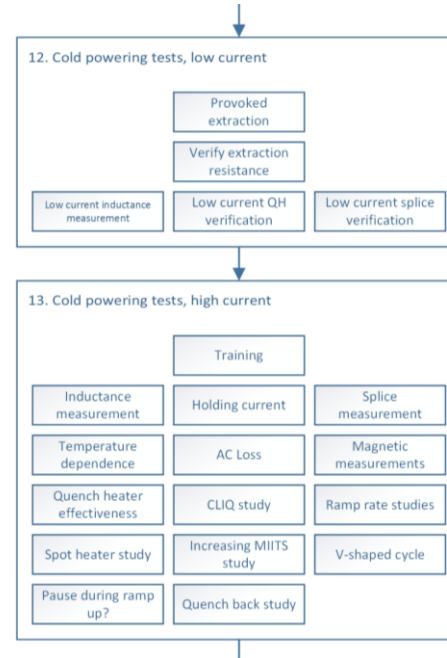 12. Cold powering tests, low current
Provoked
extraction
Verify extraction
resistance
Low current inductance
measurement
Low current QH
verification
Low current splice
verification
13. Cold powering tests, high current
Training
Inductance
measurement
Holding current
Splice
measurement
Temperature
dependence
AC Loss
Magnetic
measurements
Quench heater
effectiveness
CLIQ study
Ramp rate studies
Spot heater study
Increasing MIITS
study
V-shaped cycle
Pause during ramp
up?
Quench back study